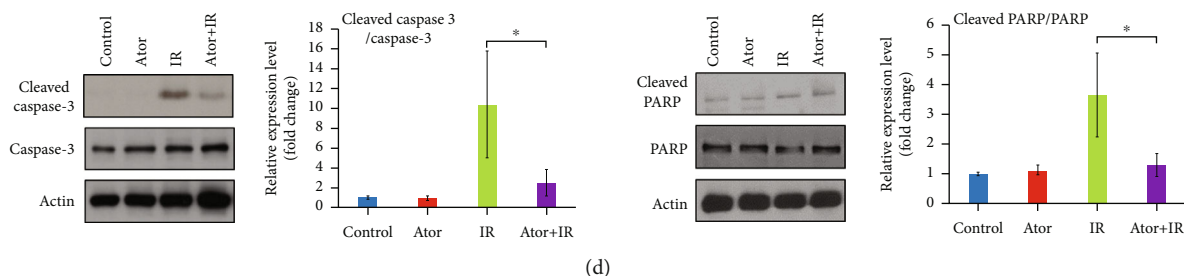 Control
Ator
IR
Ator+IR
Cleaved
caspase-3
Caspase-3
Actin
Relative expression level
(fold change)
Cleaved caspase 3
/caspase-3
*
18
16
14
12
10
8
6
4
2
0
Control Ator IR Ator+IR
Control
Ator
IR
Ator+IR
Cleaved
PARP
PARP
Actin
Relative expression level
(fold change)
Cleaved PARP/PARP
*
6
5
4
3
2
1
0
Control Ator IR Ator+IR
(d)